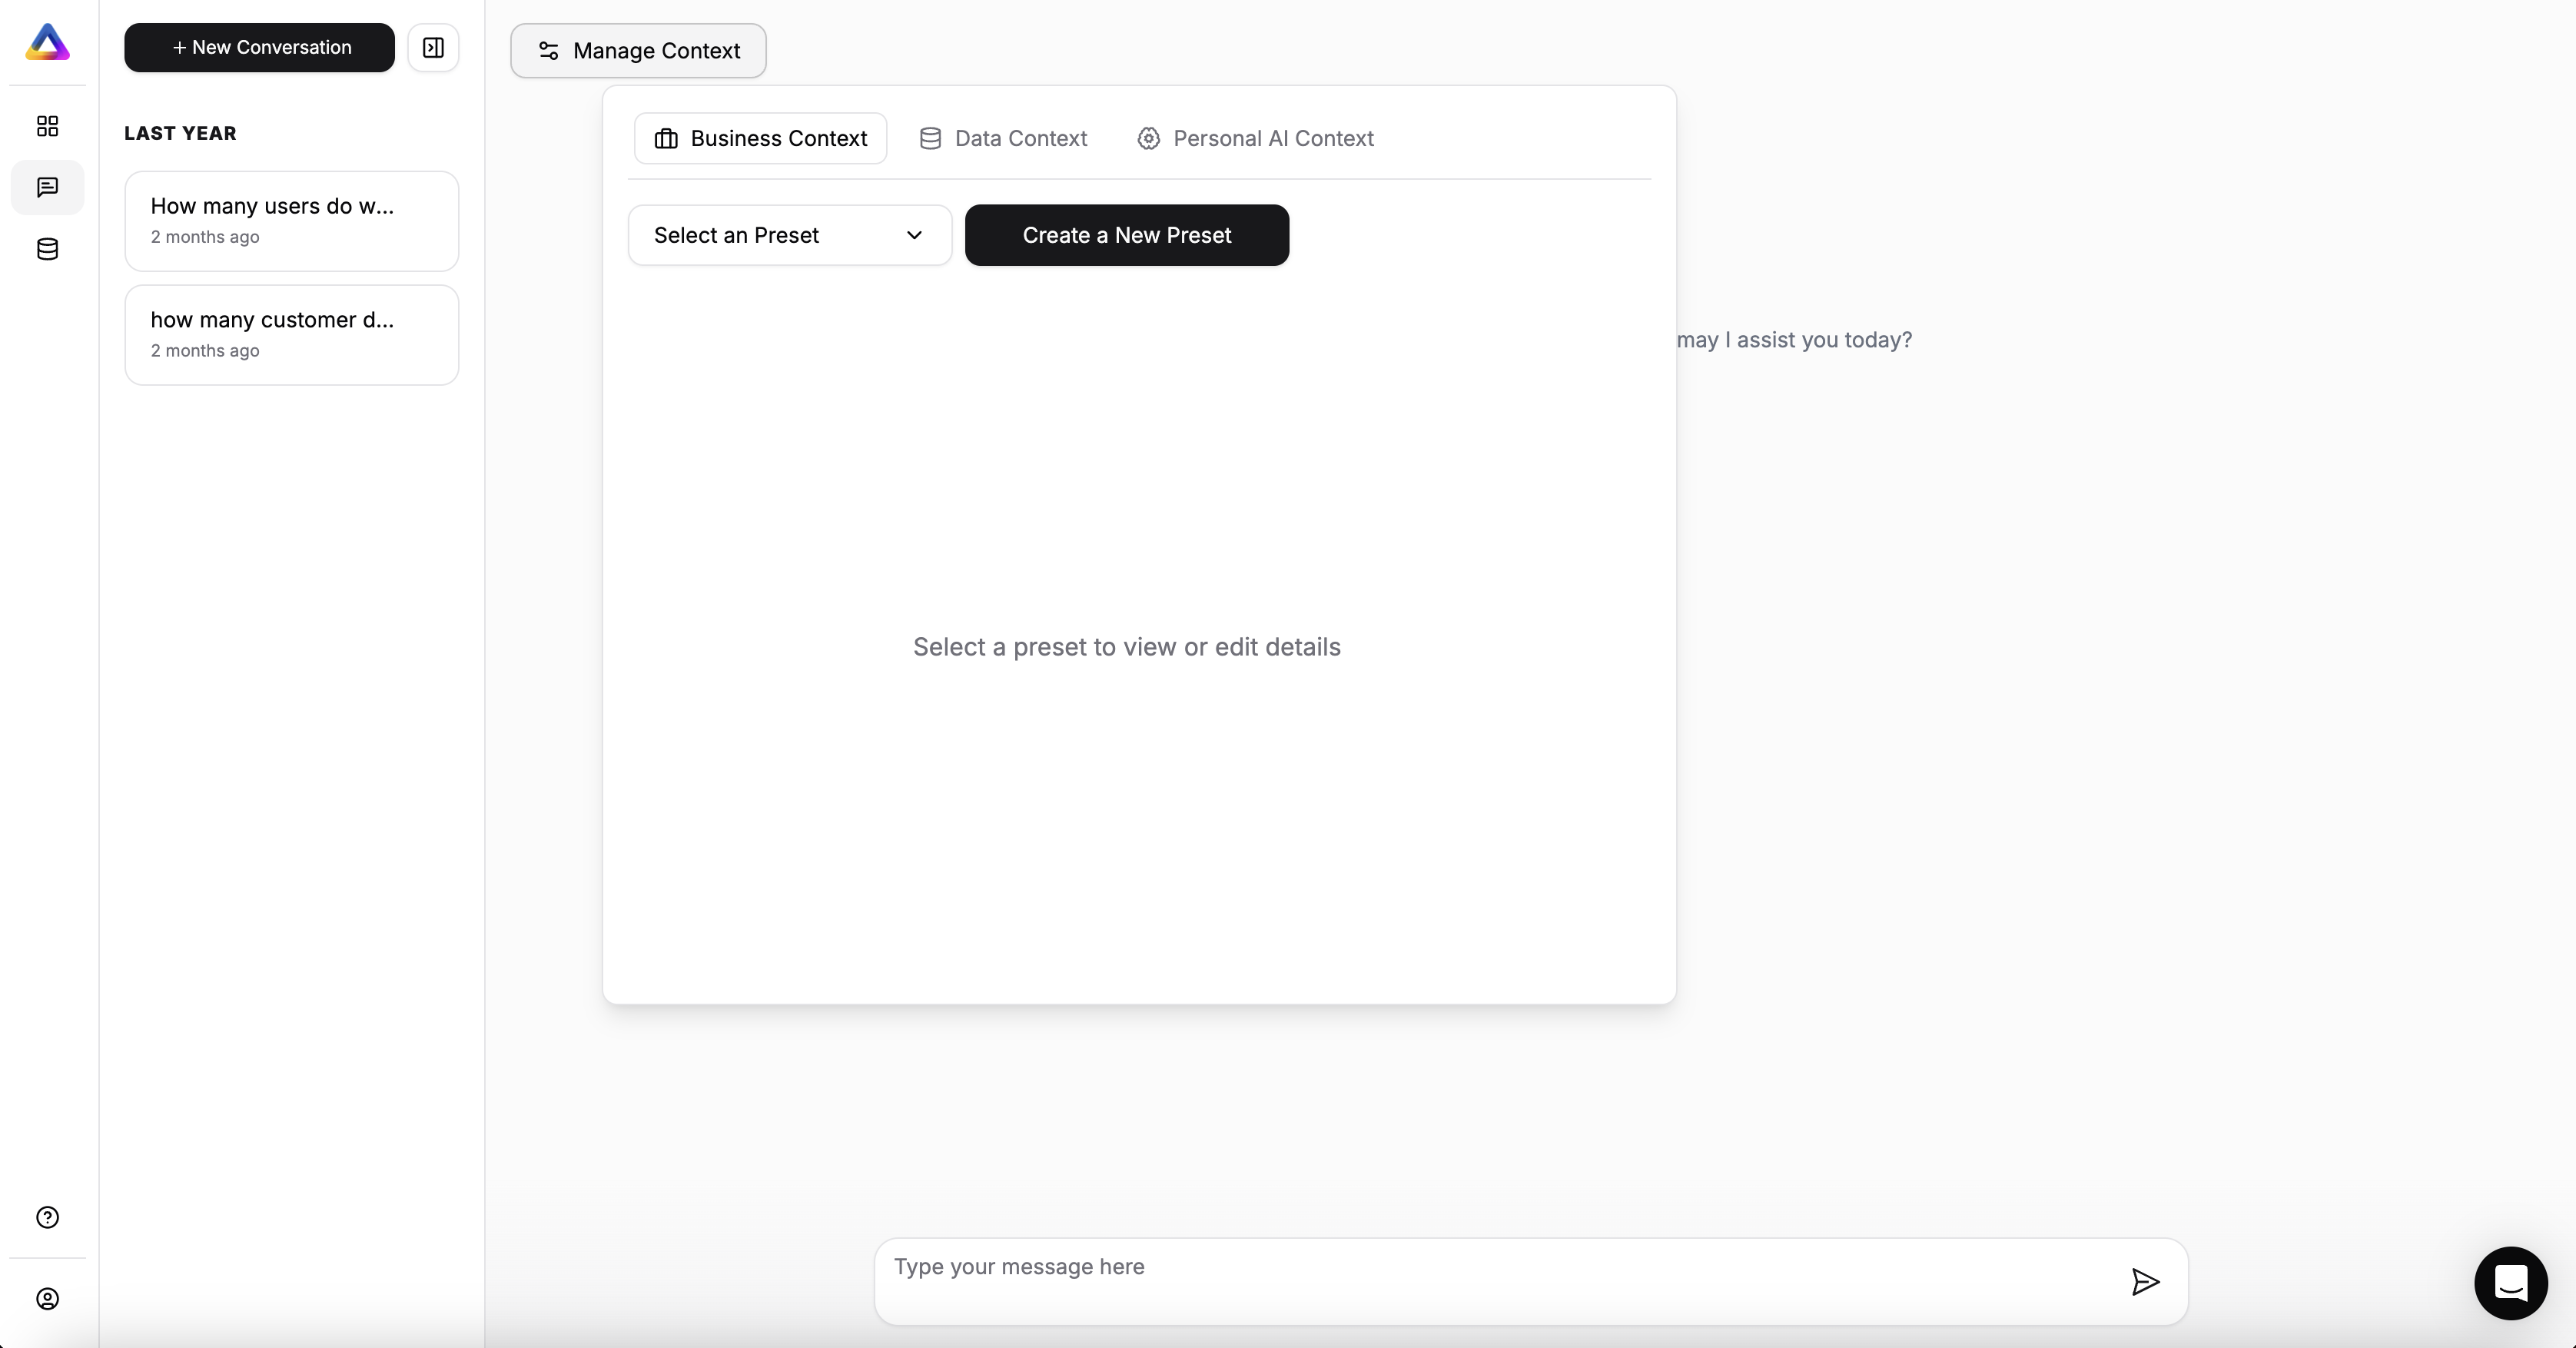 + New Conversation
LAST YEAR
How many users do w...
2 months ago
how many customer d...
2 months ago
Manage Context
Business Context
Data Context
Personal AI Context
Select an Preset
Create a New Preset
Select a preset to view or edit details
may I assist you today?
Type your message here